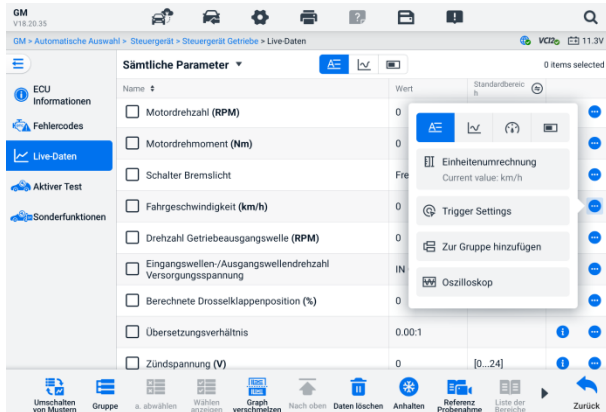 GM
V18.20.35
GM > Automatische Auswahl > Steuergerät > Steuergerät Getriebe > Live-Daten
VCI2 11.3V
Sämtliche Parameter ▼
0 items selected
ECU
Informationen
Fehlercodes
Live-Daten
Aktiver Test
Sonderfunktionen
Name
Wert
Standardbereic
h
Motordrehzahl (RPM)
0
Motordrehmoment (Nm)
0
Schalter Bremslicht
Fre
Fahrgeschwindigkeit (km/h)
0
Drehzahl Getriebeausgangswelle (RPM)
0
Eingangswellen-/Ausgangswellendrehzahl
Versorgungsspannung
IN
Berechnete Drosselklappenposition (%)
0
Übersetzungsverhältnis
0.00:1
Zündspannung (V)
0
[0...24]
Einheitenumrechnung
Current value: km/h
Trigger Settings
Zur Gruppe hinzufügen
Oszilloskop
Umschalten
von Mustern
Gruppe
a. abwählen
Wählen
anzeigen
Graph
verschmelzen
Nach oben
Daten löschen
Anhalten
Referenz
Probenahme
Liste der
Bereiche
Zurück